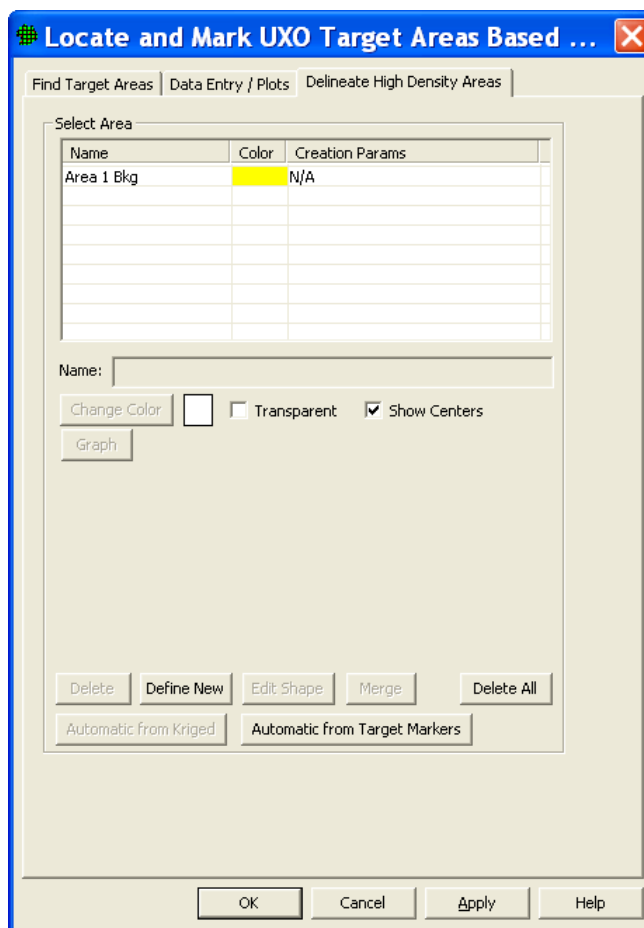 Locate and Mark UXO Target Areas Based ...
Find Target Areas Data Entry / Plots Delineate High Density Areas
Select Area
Name Color Creation Params
Area 1 Bkg N/A
Name:
Change Color Transparent Show Centers
Graph
Delete Define New Edit Shape Merge Delete All
Automatic from Kriged Automatic from Target Markers
OK Cancel Apply Help